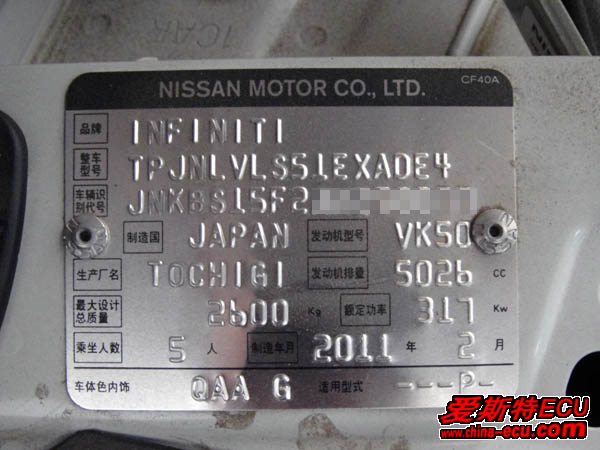 1CAR
NISSAN MOTOR CO., LTD. CF40A
品牌 INFINITI
整车型号 TPJNLVLS51EXADE4
车辆识别代号 JNKBS15F2
制造国 JAPAN 发动机型号 VK50
生产厂名 TOCHIGI 发动机排量 5026 CC
最大设计总质量 2600 Kg 额定功率 317 Kw
乘坐人数 5 人 制造年月 2011 年 2 月
车体色内饰 QAA G 适用型式 ---P-
爱斯特ECU
www.china-ecu.com